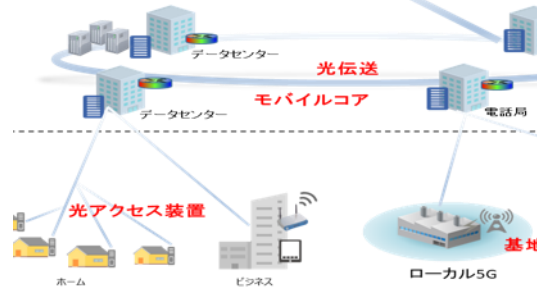 データセンター
光伝送
モバイルコア
データセンター
電話局
光アクセス装置
基地
ホーム
ビジネス
ローカル5G